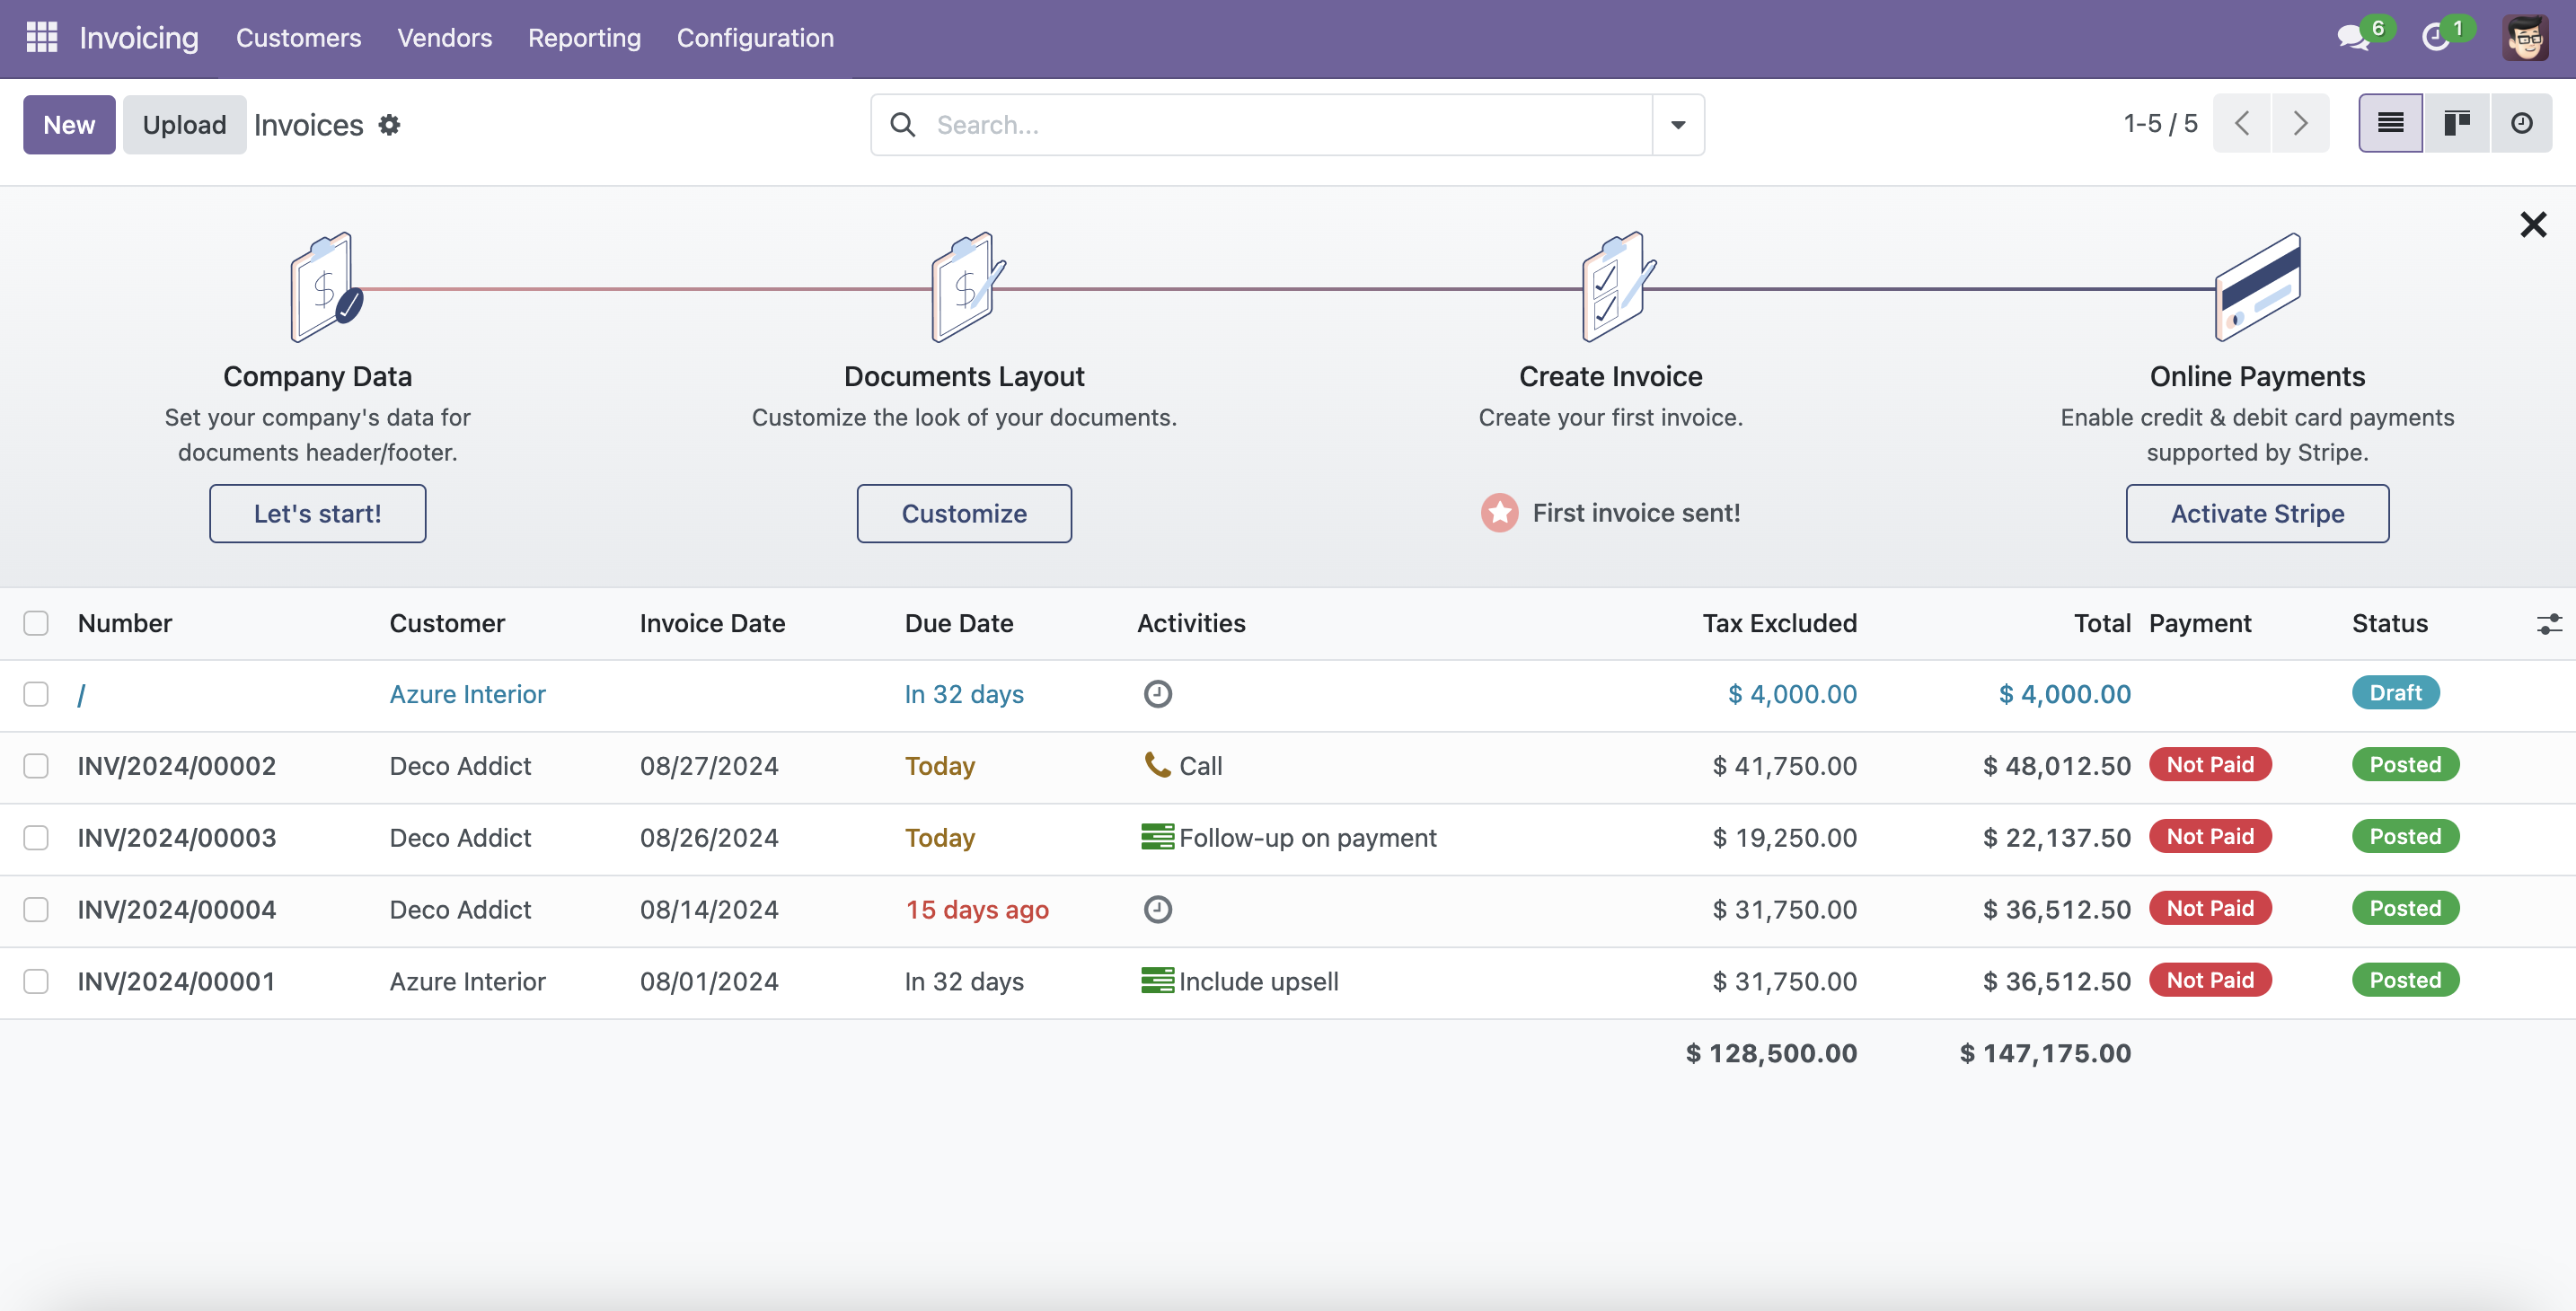 Invoicing Customers Vendors Reporting Configuration 6 1
New Upload Invoices Search... 1-5 / 5
Company Data
Set your company's data for
documents header/footer.
Let's start!
Documents Layout
Customize the look of your documents.
Customize
Create Invoice
Create your first invoice.
First invoice sent!
Online Payments
Enable credit & debit card payments
supported by Stripe.
Activate Stripe
Number Customer Invoice Date Due Date Activities Tax Excluded Total Payment Status
/ Azure Interior In 32 days $ 4,000.00 $ 4,000.00 Draft
INV/2024/00002 Deco Addict 08/27/2024 Today Call $ 41,750.00 $ 48,012.50 Not Paid Posted
INV/2024/00003 Deco Addict 08/26/2024 Today Follow-up on payment $ 19,250.00 $ 22,137.50 Not Paid Posted
INV/2024/00004 Deco Addict 08/14/2024 15 days ago $ 31,750.00 $ 36,512.50 Not Paid Posted
INV/2024/00001 Azure Interior 08/01/2024 In 32 days Include upsell $ 31,750.00 $ 36,512.50 Not Paid Posted
$ 128,500.00 $ 147,175.00